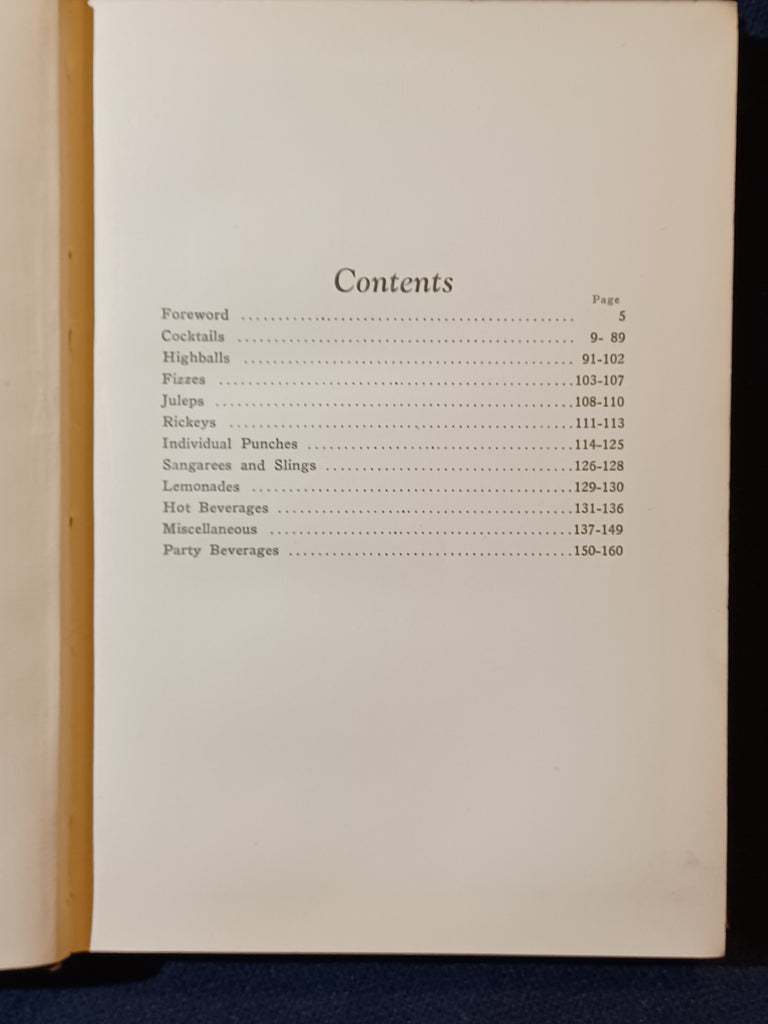 Contents
Page
Foreword ................................................ 5
Cocktails ................................................ 9- 89
Highballs ................................................ 91-102
Fizzes ................................................103-107
Juleps ................................................108-110
Rickeys ................................................111-113
Individual Punches ........................................114-125
Sangarees and Slings .....................................126-128
Lemonades ..............................................129-130
Hot Beverages ...........................................131-136
Miscellaneous ............................................137-149
Party Beverages ..........................................150-160